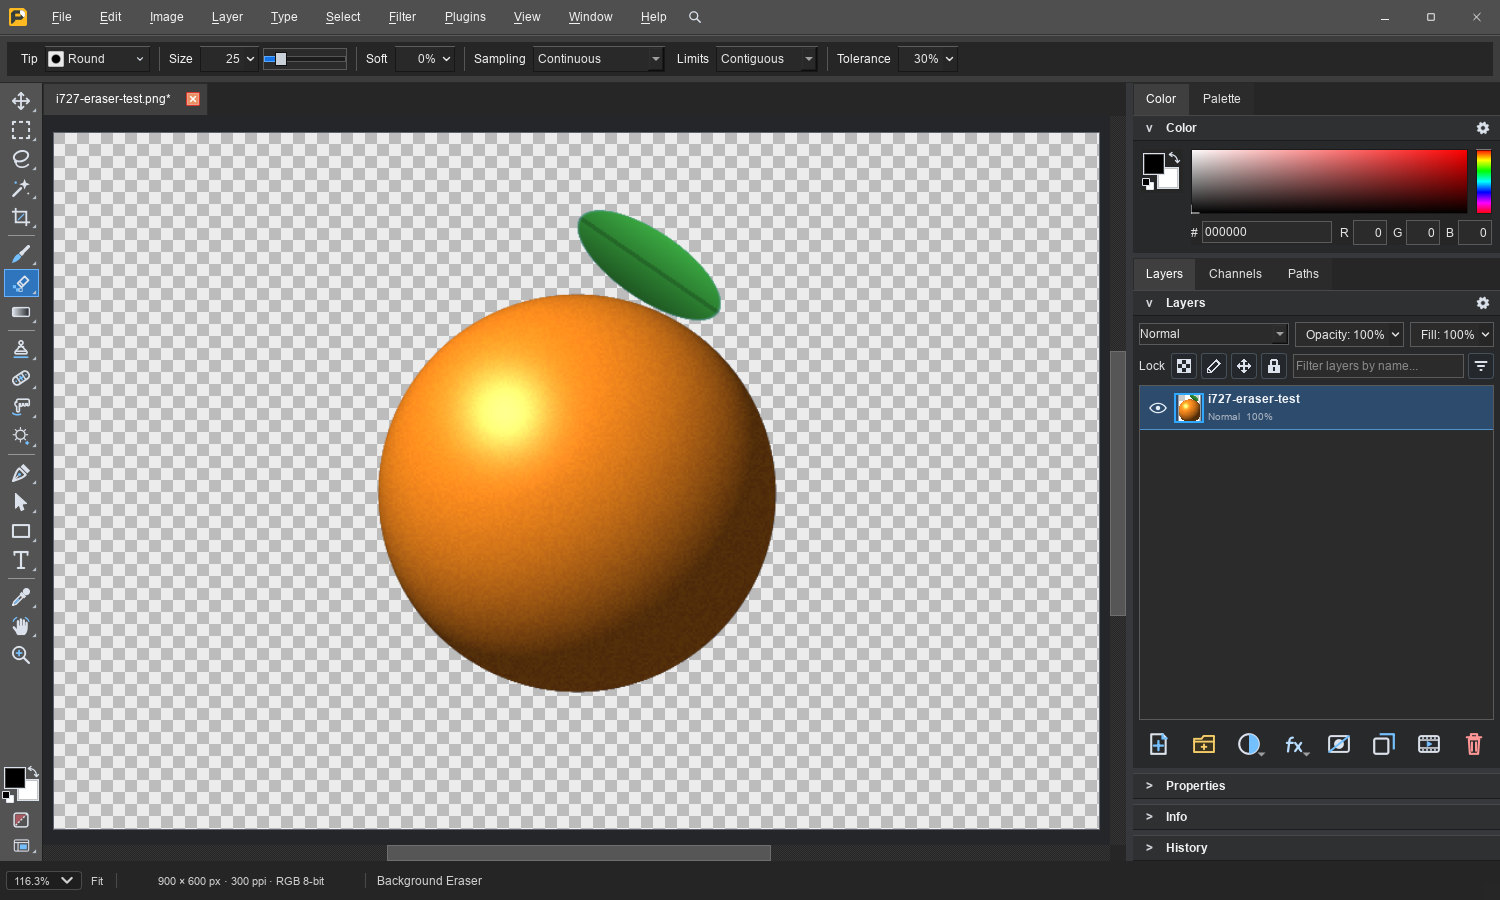 File Edit Image Layer Type Select Filter Plugins View Window Help
Tip Round Size 25 Soft 0% Sampling Continuous Limits Contiguous Tolerance 30%
i727-eraser-test.png*
Color Palette
Color
# 000000 R 0 G 0 B 0
Layers Channels Paths
Layers
Normal Opacity: 100% Fill: 100%
Lock Filter layers by name...
i727-eraser-test
Normal 100%
fx
Properties
Info
History
116.3% Fit 900 × 600 px · 300 ppi · RGB 8-bit Background Eraser